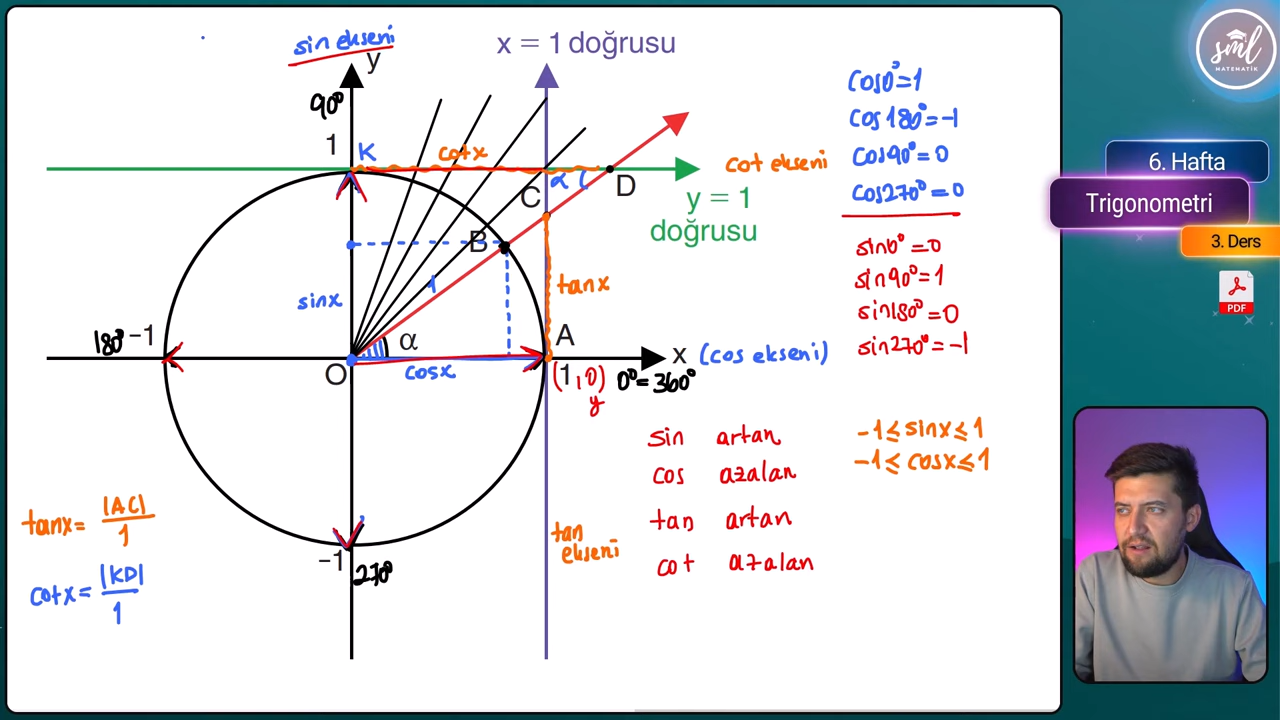 sin ekseni
y
x = 1 doğrusu
90°
1
K
cotx
cot ekseni
C
α
D
y = 1
doğrusu
B
1
sinx
tanx
α
A
180°
-1
O
cosx
1
x
(cos ekseni)
(1,0)
y
0°=360°
-1
270°
tan
ekseni
tanx= |AC|
1
cotx= |KD|
1
sin artan
cos azalan
tan artan
cot azalan
cos0°=1
cos180°=-1
cos90°=0
cos270°=0
sin0°=0
sin90°=1
sin180°=0
sin270°=-1
-1≤sinx≤1
-1≤cosx≤1
sml
MATEMATİK
6. Hafta
Trigonometri
3. Ders
PDF